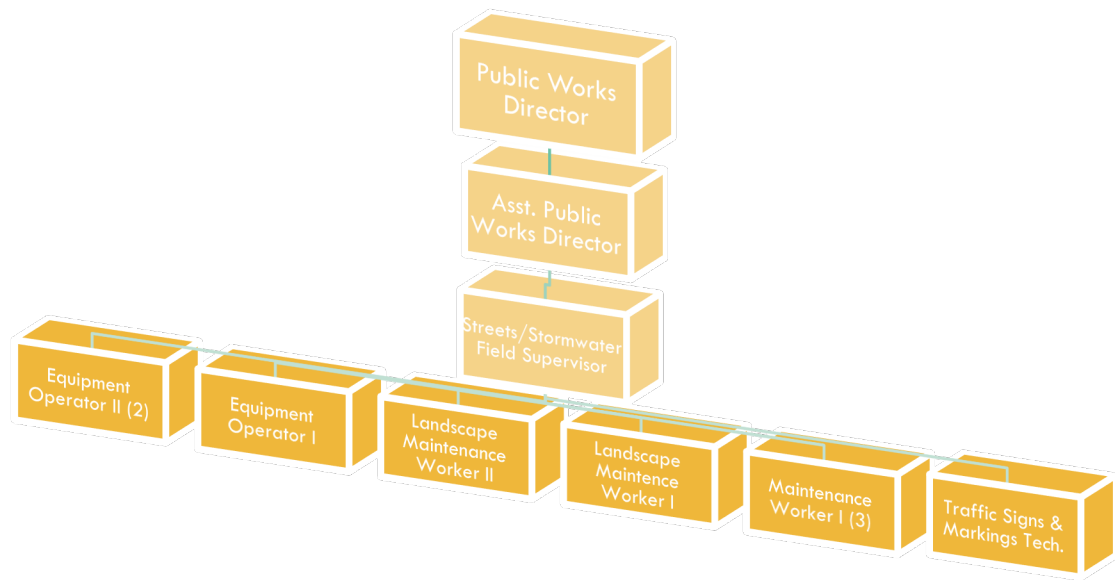 Public Works
Director
Asst. Public
Works Director
Streets/Stormwater
Field Supervisor
Equipment
Operator II (2)
Equipment
Operator I
Landscape
Maintenance
Worker II
Landscape
Maintence
Worker I
Maintenance
Worker I (3)
Traffic Signs &
Markings Tech.